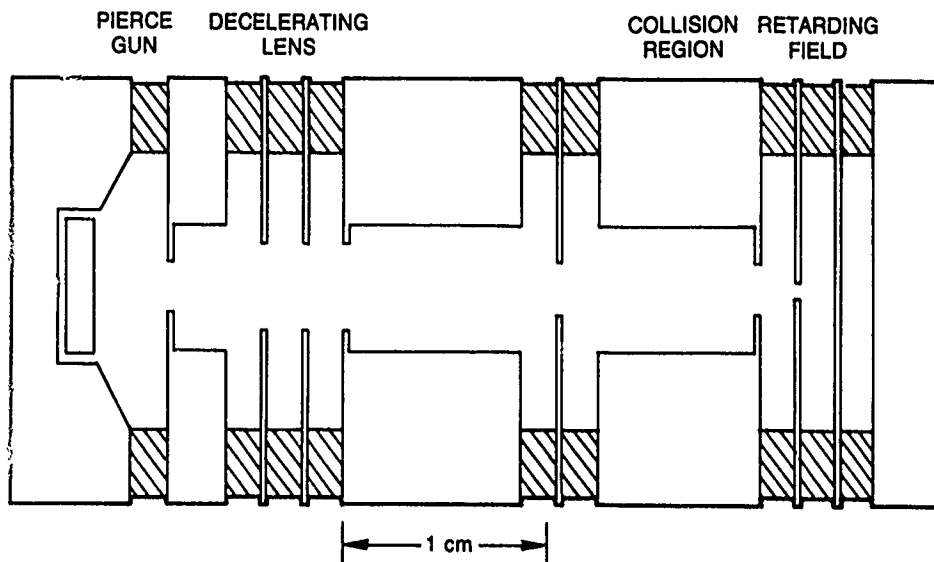 PIERCE
GUN
DECELERATING
LENS
COLLISION
REGION
RETARDING
FIELD
1 cm